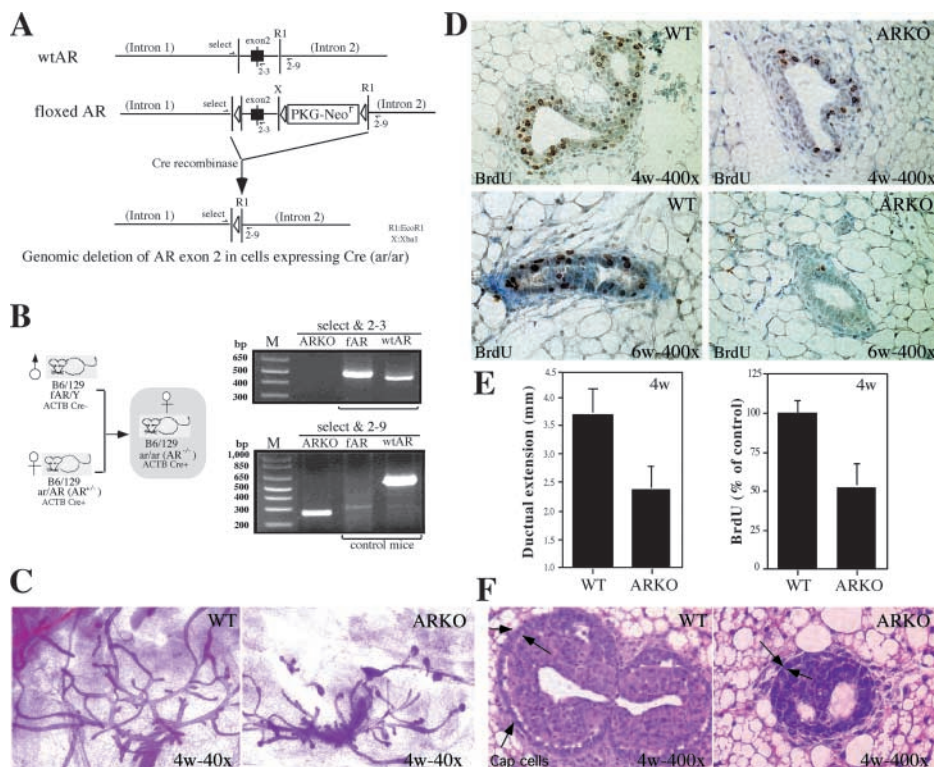 A
wtAR
(Intron 1)
select
exon2
2-3
R1
2-9
(Intron 2)
floxed AR
(Intron 1)
select
exon2
2-3
X
PKG-Neo^r
R1
2-9
(Intron 2)
Cre recombinase
(Intron 1)
select
R1
2-9
(Intron 2)
R1:EcoR1
X:Xba1
Genomic deletion of AR exon 2 in cells expressing Cre (ar/ar)
B
♂
B6/129
fAR/Y
ACTB Cre-
♀
B6/129
ar/AR (AR+/-)
ACTB Cre+
♀
B6/129
ar/ar (AR-/-)
ACTB Cre+
select & 2-3
bp M ARKO fAR wtAR
650
500
400
300
select & 2-9
bp M ARKO fAR wtAR
1,000
850
650
500
400
300
200
control mice
C
WT
4w-40x
ARKO
4w-40x
D
WT
BrdU 4w-400x
ARKO
BrdU 4w-400x
WT
BrdU 6w-400x
ARKO
BrdU 6w-400x
E
4w
Ductual extension (mm)
4.5
4.0
3.5
3.0
2.5
2.0
1.5
1.0
WT ARKO
4w
BrdU (% of control)
125
100
75
50
25
0
WT ARKO
F
WT
Cap cells 4w-400x
ARKO
4w-400x